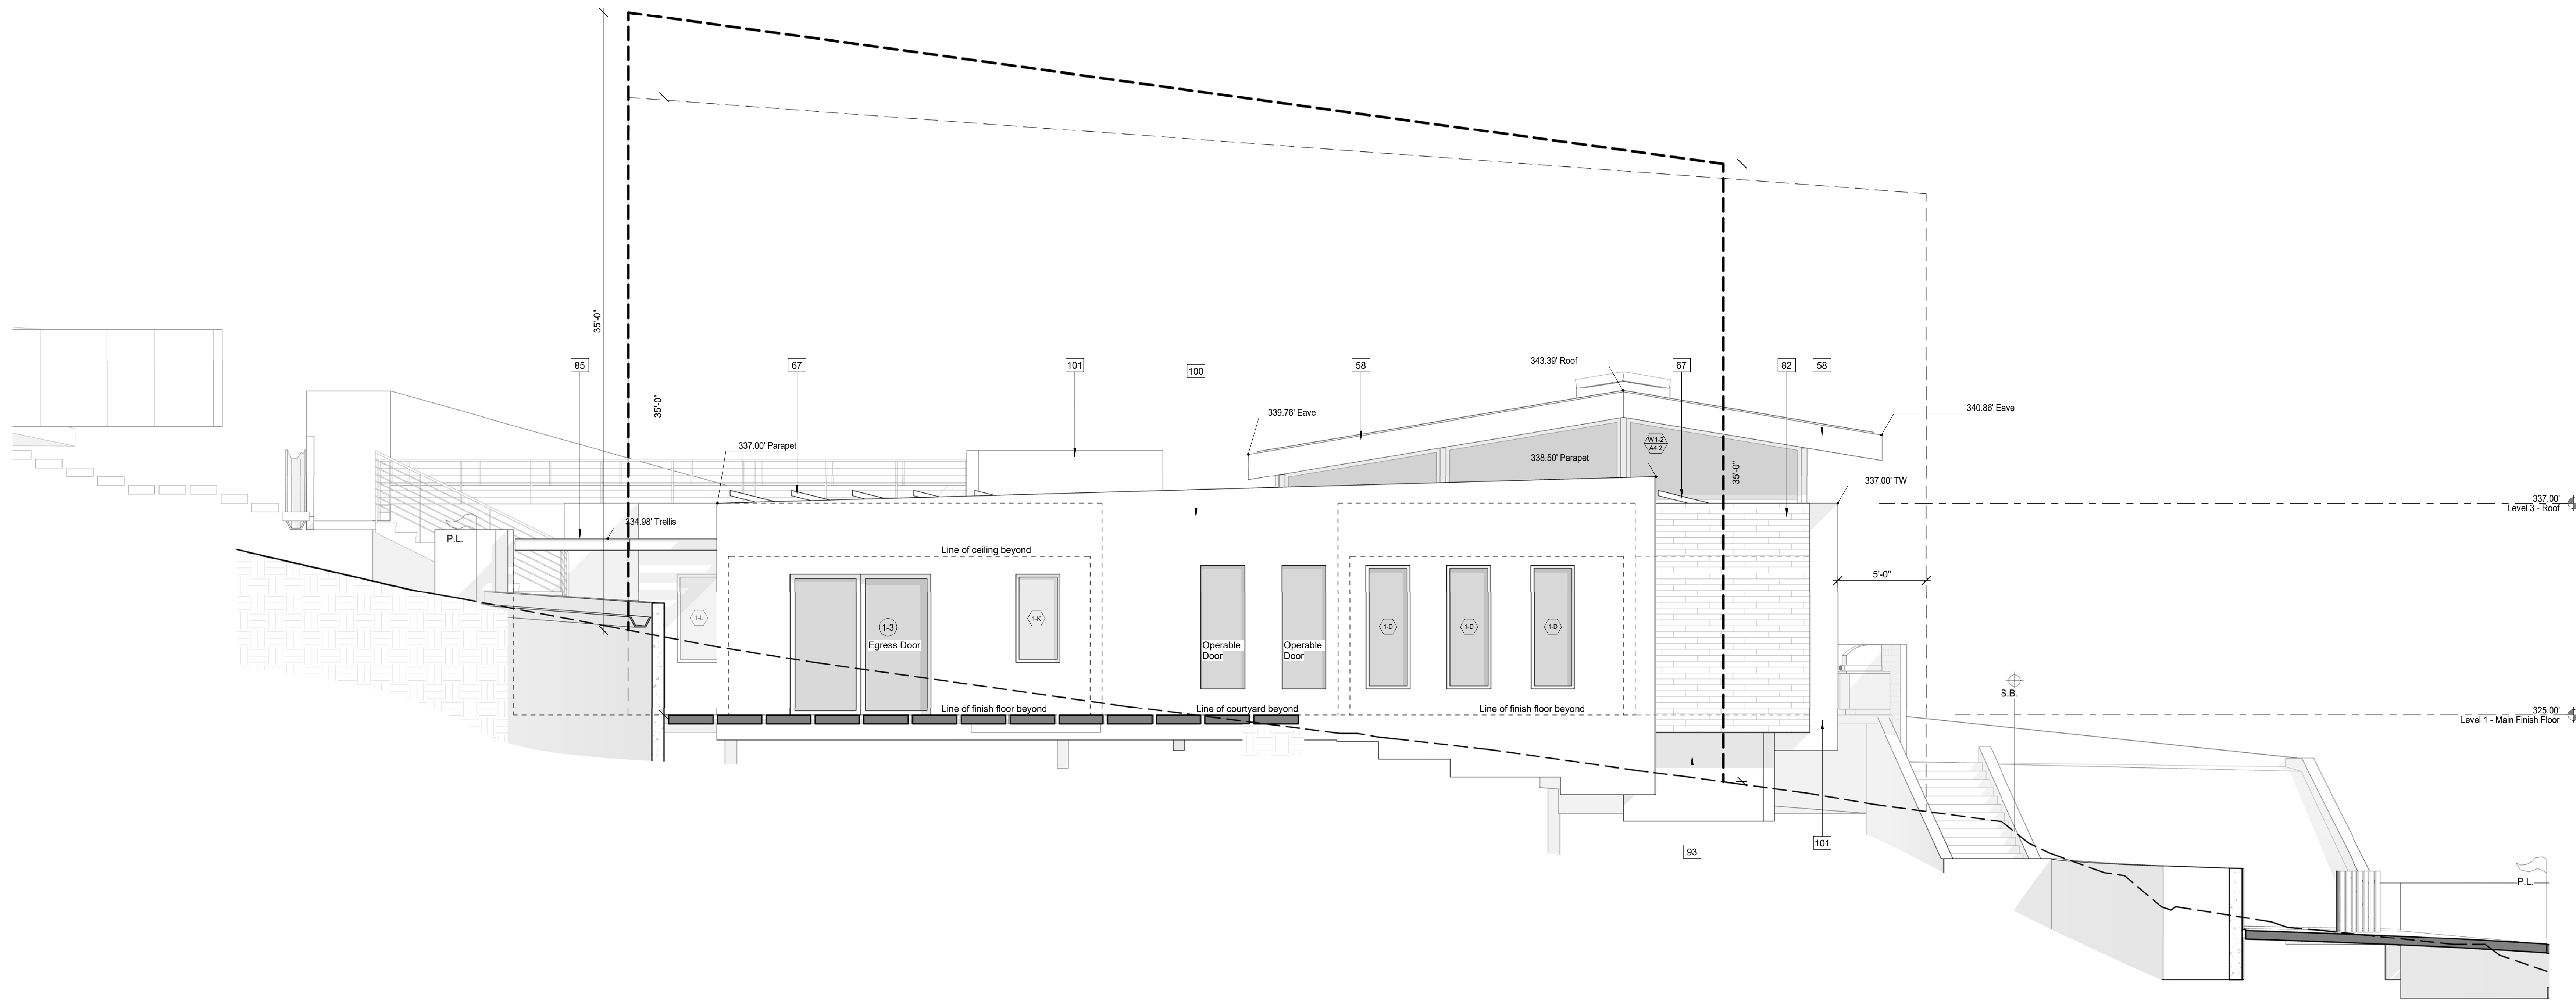 35'-0"
35'-0"
35'-0"
85
67
101
100
58
343.39' Roof
67
82
58
339.76' Eave
340.86' Eave
337.00' Parapet
W1-2
A4.2
338.50' Parapet
337.00' TW
337.00'
Level 3 - Roof
334.98' Trellis
P.L.
Line of ceiling beyond
5'-0"
1-L
1-3
Egress Door
1-K
Operable
Door
Operable
Door
1-D
1-D
1-D
S.B.
Line of finish floor beyond
Line of courtyard beyond
Line of finish floor beyond
325.00'
Level 1 - Main Finish Floor
93
101
P.L.